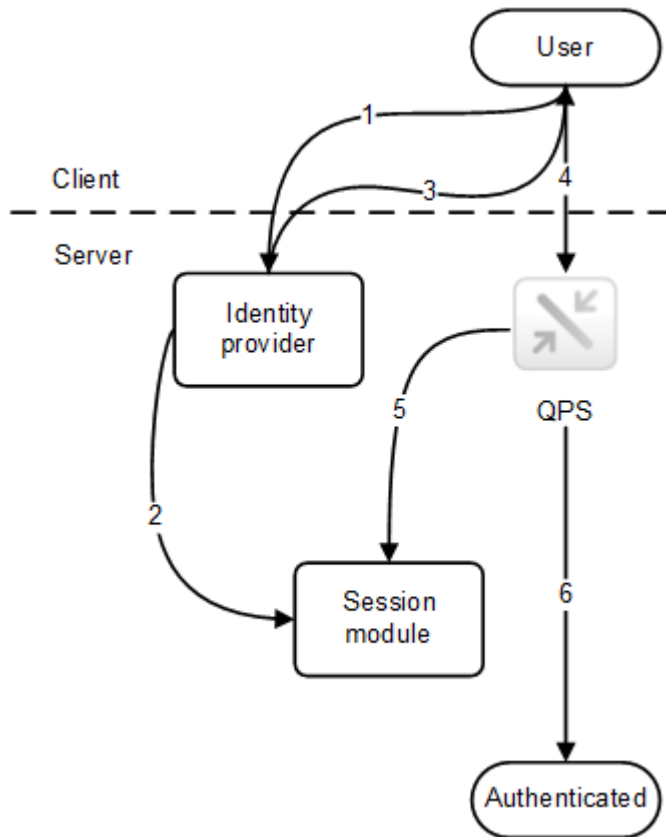 User
1
3
4
Client
Server
Identity
provider
5
QPS
2
6
Session
module
Authenticated